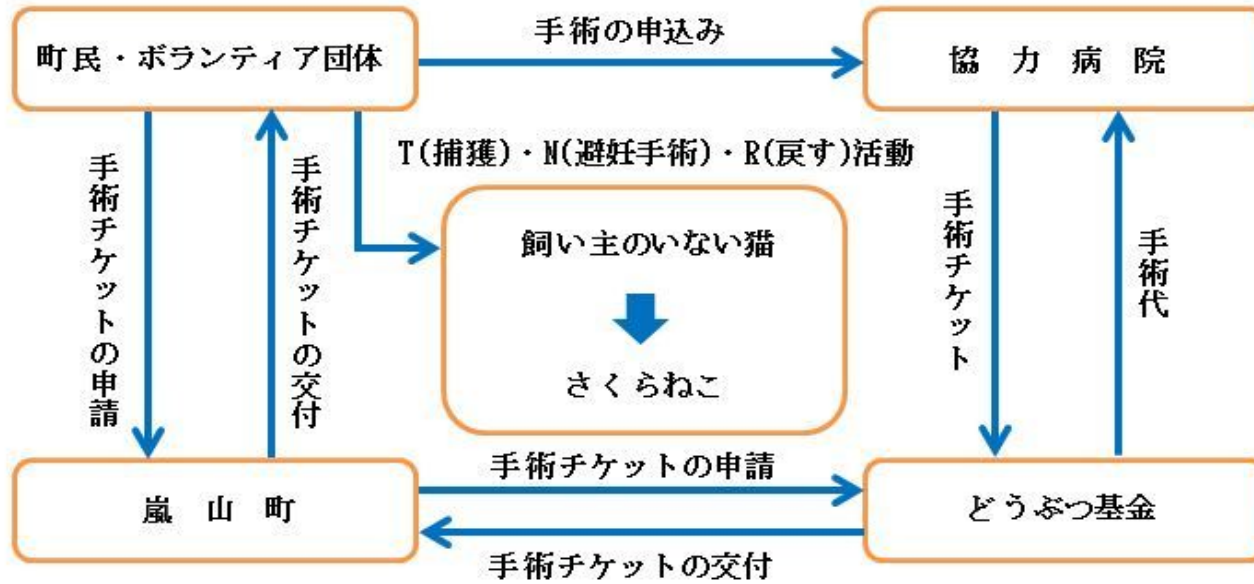 手術の申込み
町民・ボランティア団体
協力病院
T(捕獲)・N(避妊手術)・R(戻す)活動
手術チケットの申請
手術チケットの交付
飼い主のいない猫
さくらねこ
手術チケット
手術代
手術チケットの申請
嵐山町
どうぶつ基金
手術チケットの交付